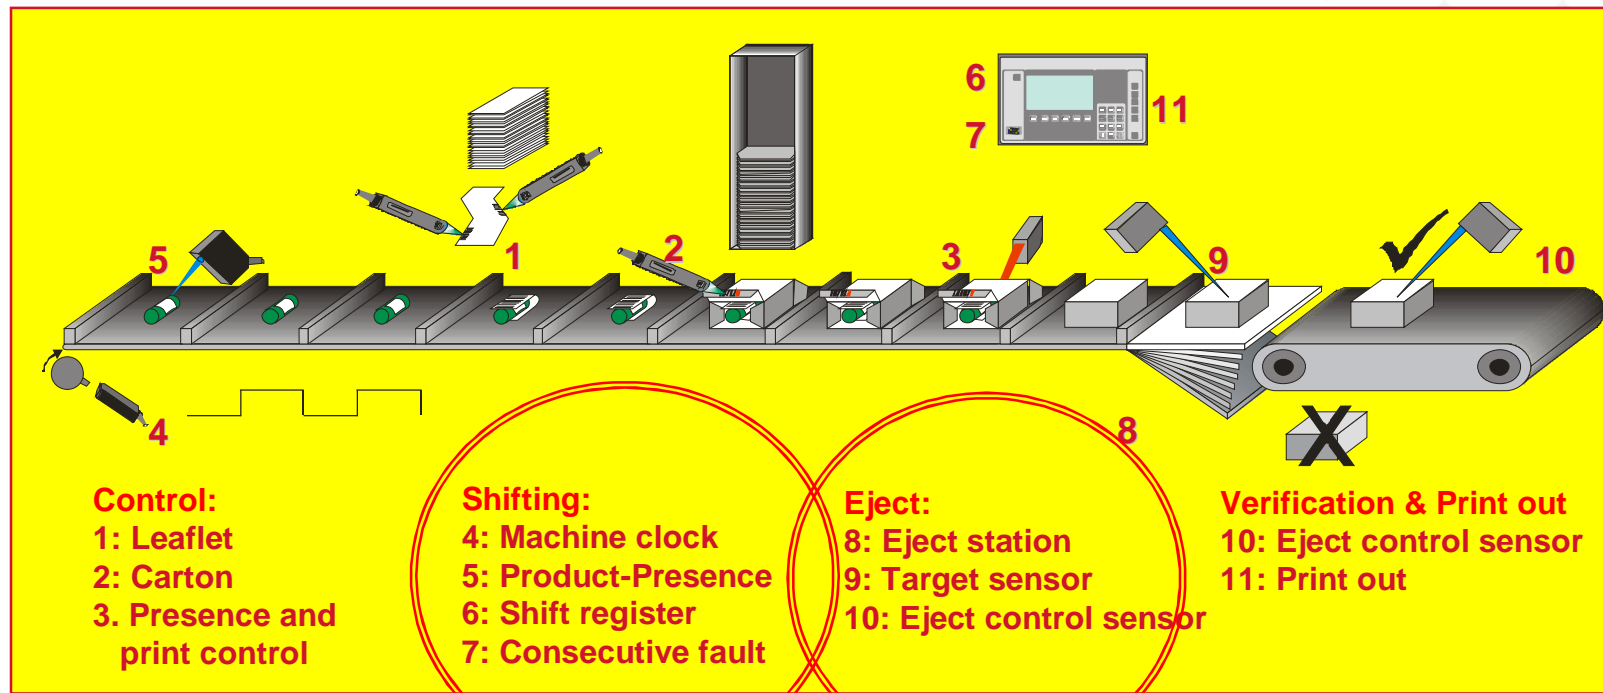 6
11
7
5
1
2
3
9
10
4
8
Control:
1: Leaflet
2: Carton
3. Presence and
print control
Shifting:
4: Machine clock
5: Product-Presence
6: Shift register
7: Consecutive fault
Eject:
8: Eject station
9: Target sensor
10: Eject control sensor
Verification & Print out
10: Eject control sensor
11: Print out